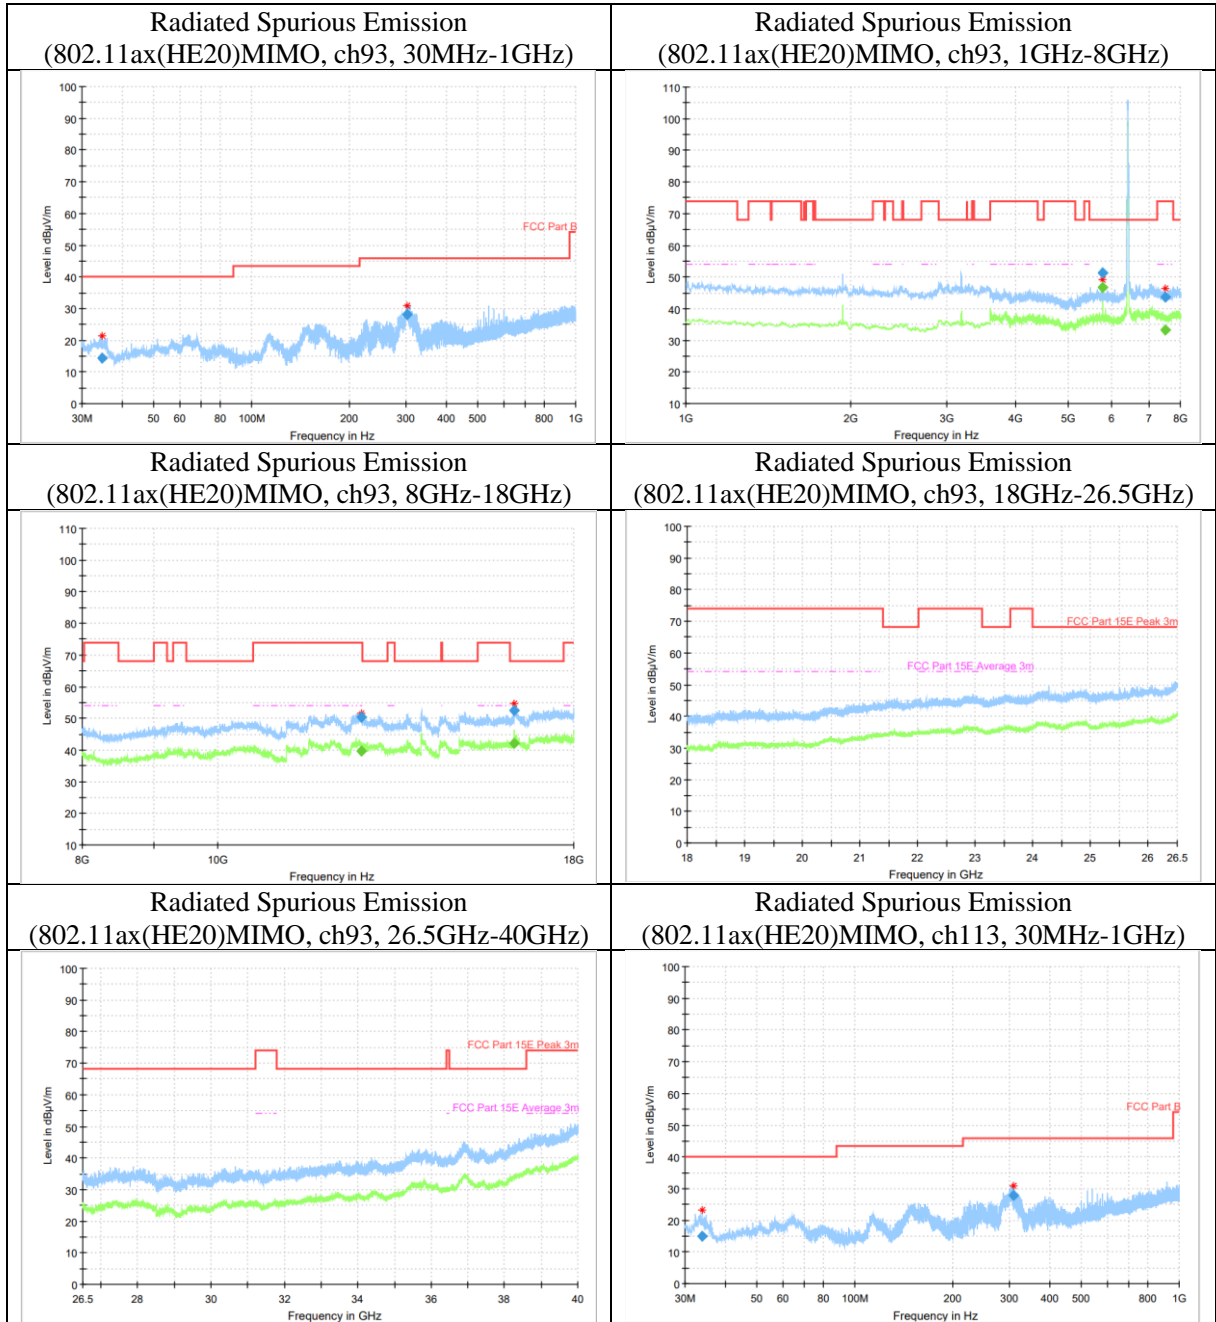 Radiated Spurious Emission
(802.11ax(HE20)MIMO, ch93, 30MHz-1GHz)
Radiated Spurious Emission
(802.11ax(HE20)MIMO, ch93, 1GHz-8GHz)
100
90
80
70
60
50
40
30
20
10
0
Level in dBµV/m
FCC Part B
30M 50 60 80 100M 200 300 400 500 800 1G
Frequency in Hz
110
100
90
80
70
60
50
40
30
20
10
Level in dBµV/m
1G 2G 3G 4G 5G 6 7 8G
Frequency in Hz
Radiated Spurious Emission
(802.11ax(HE20)MIMO, ch93, 8GHz-18GHz)
Radiated Spurious Emission
(802.11ax(HE20)MIMO, ch93, 18GHz-26.5GHz)
110
100
90
80
70
60
50
40
30
20
10
Level in dBµV/m
8G 10G 18G
Frequency in Hz
100
90
80
70
60
50
40
30
20
10
0
Level in dBµV/m
FCC Part 15E Peak 3m
FCC Part 15E Average 3m
18 19 20 21 22 23 24 25 26 26.5
Frequency in GHz
Radiated Spurious Emission
(802.11ax(HE20)MIMO, ch93, 26.5GHz-40GHz)
Radiated Spurious Emission
(802.11ax(HE20)MIMO, ch113, 30MHz-1GHz)
100
90
80
70
60
50
40
30
20
10
0
Level in dBµV/m
FCC Part 15E Peak 3m
FCC Part 15E Average 3m
26.5 28 30 32 34 36 38 40
Frequency in GHz
100
90
80
70
60
50
40
30
20
10
0
Level in dBµV/m
FCC Part B
30M 50 60 80 100M 200 300 400 500 800 1G
Frequency in Hz